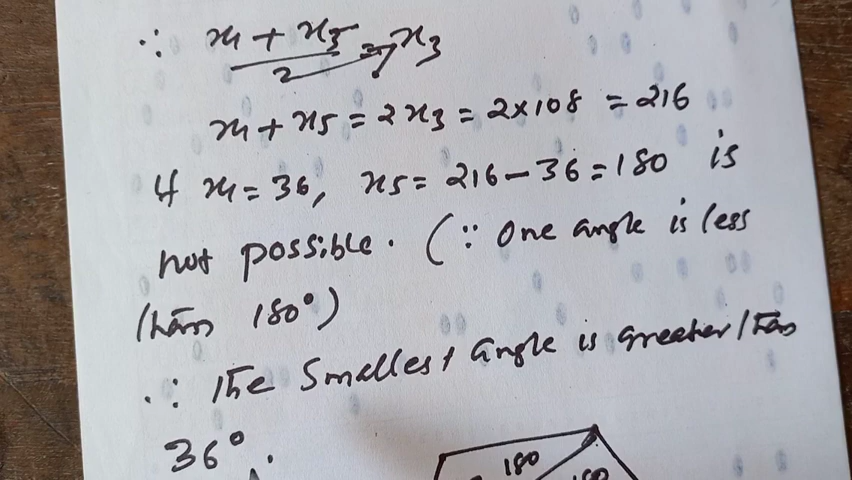 ∴ x1 + x5 / 2 = x3
x1 + x5 = 2x3 = 2×108 = 216
If x1 = 36, x5 = 216 - 36 = 180 is
not possible. (∵ One angle is less
than 180°)
∴ The Smallest angle is greater than
36°.
180
180